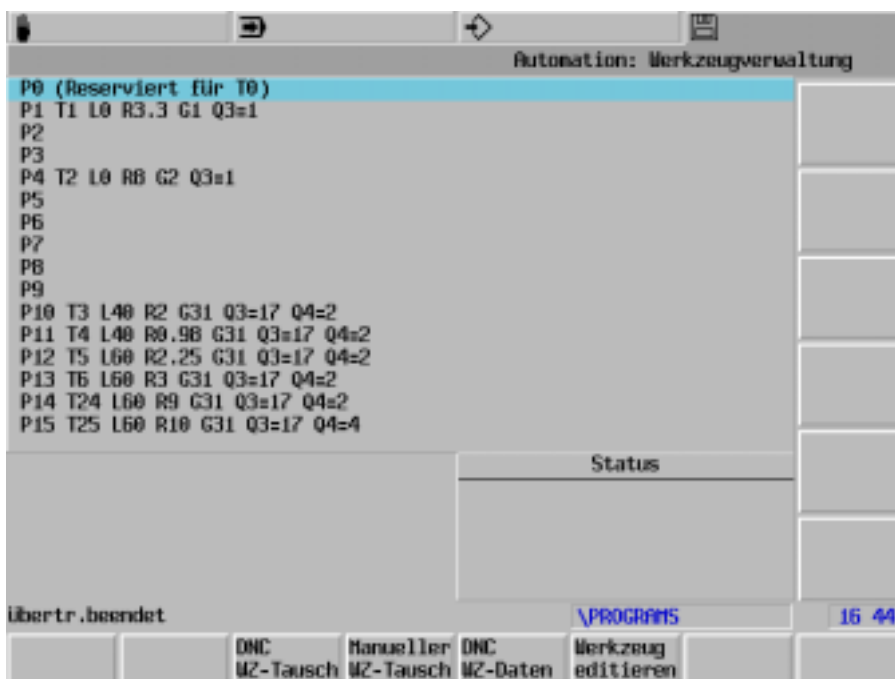 Automation: Werkzeugverwaltung
P0 (Reserviert für T0)
P1 T1 L0 R3.3 G1 Q3=1
P2
P3
P4 T2 L0 R8 G2 Q3=1
P5
P6
P7
P8
P9
P10 T3 L40 R2 G31 Q3=17 Q4=2
P11 T4 L40 R0.98 G31 Q3=17 Q4=2
P12 T5 L60 R2.25 G31 Q3=17 Q4=2
P13 T6 L60 R3 G31 Q3=17 Q4=2
P14 T24 L60 R9 G31 Q3=17 Q4=2
P15 T25 L60 R10 G31 Q3=17 Q4=4
Status
übertr.beendet \PROGRAMS 16 44
DNC Manueller DNC Werkzeug
WZ-Tausch WZ-Tausch WZ-Daten editieren